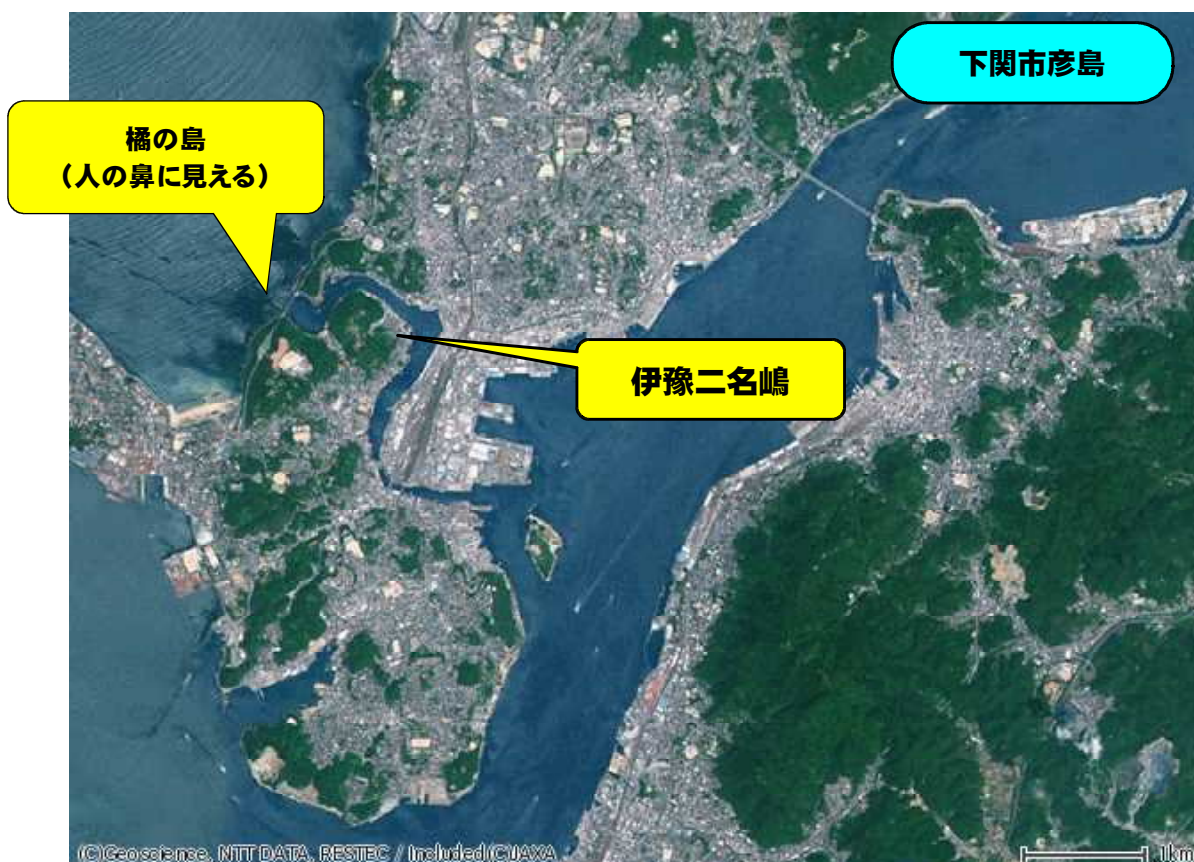 下関市彦島
橘の島
(人の鼻に見える)
伊豫二名嶋
(C)Geoscience, NTT DATA, RESTEC / Included(C)JAXA
1km